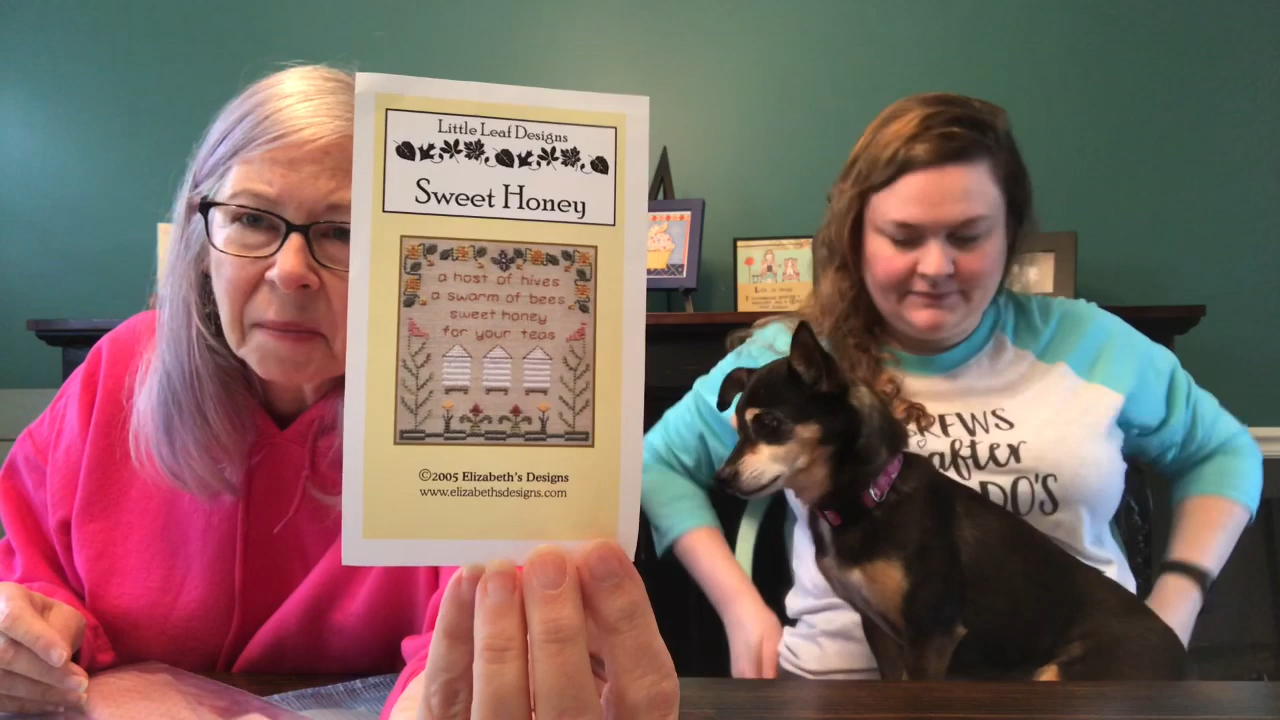 Little Leaf Designs
Sweet Honey
a host of hives
a swarm of bees
sweet honey
for your teas
©2005 Elizabeth's Designs
www.elizabethsdesigns.com
after